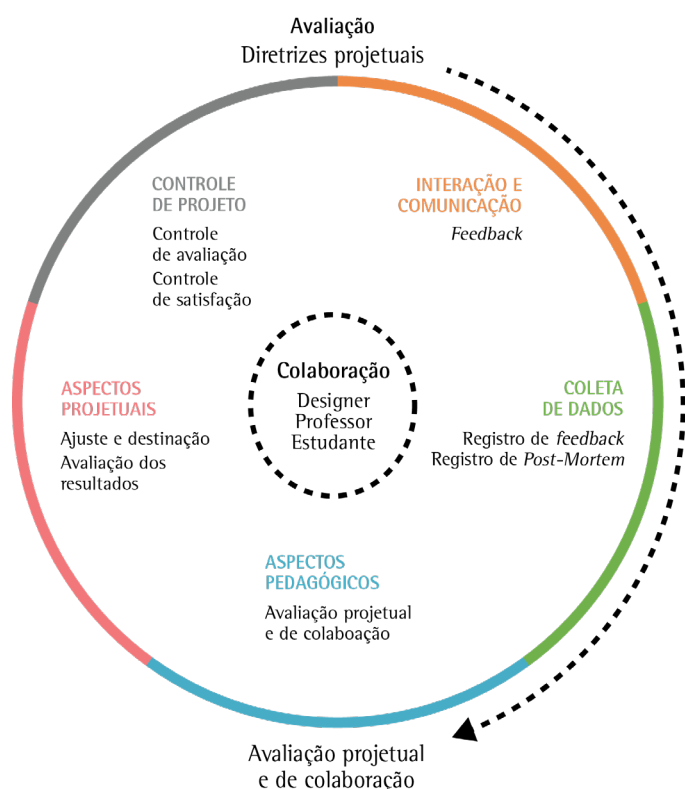 Avaliação
Diretrizes projetuais
CONTROLE
DE PROJETO
Controle
de avaliação
Controle
de satisfação
INTERAÇÃO E
COMUNICAÇÃO
Feedback
Colaboração
Designer
Professor
Estudante
ASPECTOS
PROJETUAIS
Ajuste e destinação
Avaliação dos
resultados
COLETA
DE DADOS
Registro de feedback
Registro de Post-Mortem
ASPECTOS
PEDAGÓGICOS
Avaliação projetual
e de colaboação
Avaliação projetual
e de colaboração